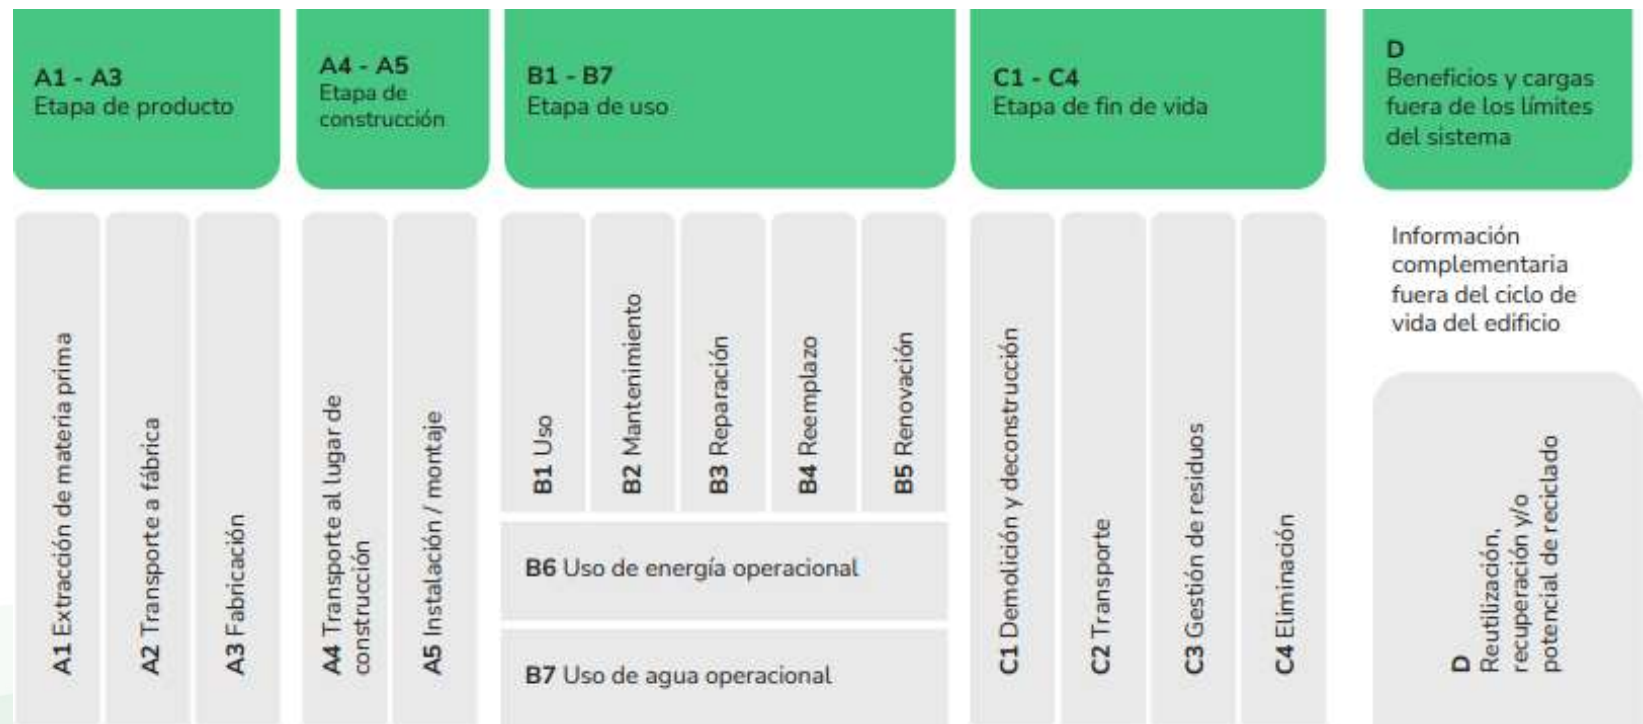 A1 - A3
Etapa de producto
A4 - A5
Etapa de
construcción
B1 - B7
Etapa de uso
C1 - C4
Etapa de fin de vida
D
Beneficios y cargas
fuera de los límites
del sistema
A1 Extracción de materia prima
A2 Transporte a fábrica
A3 Fabricación
A4 Transporte al lugar de
construcción
A5 Instalación / montaje
B1 Uso
B2 Mantenimiento
B3 Reparación
B4 Reemplazo
B5 Renovación
B6 Uso de energía operacional
B7 Uso de agua operacional
C1 Demolición y deconstrucción
C2 Transporte
C3 Gestión de residuos
C4 Eliminación
Información
complementaria
fuera del ciclo de
vida del edificio
D
Reutilización,
recuperación y/o
potencial de reciclado